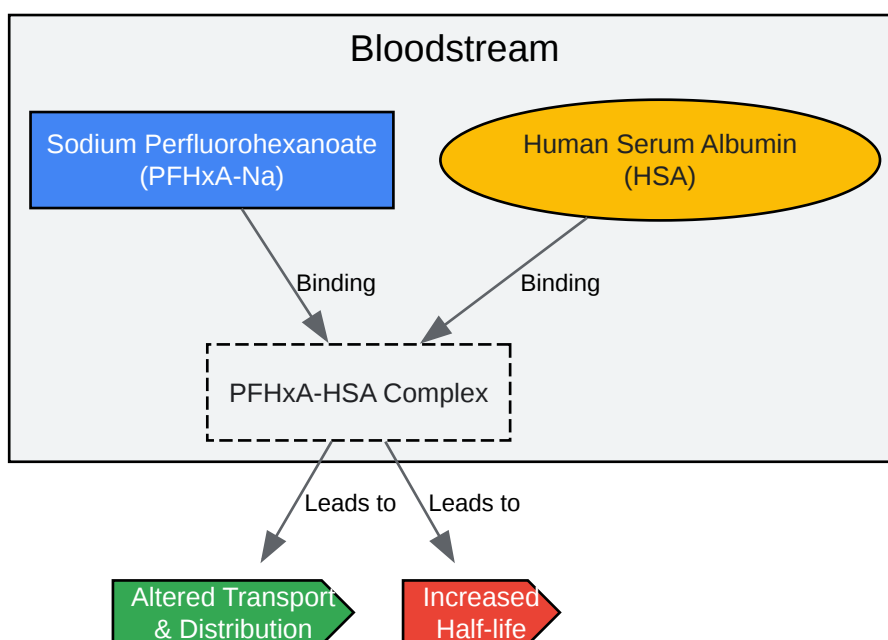 Bloodstream
Sodium Perfluorohexanoate
(PFHxA-Na)
Human Serum Albumin
(HSA)
Binding
Binding
PFHxA-HSA Complex
Leads to
Leads to
Altered Transport
& Distribution
Increased
Half-life